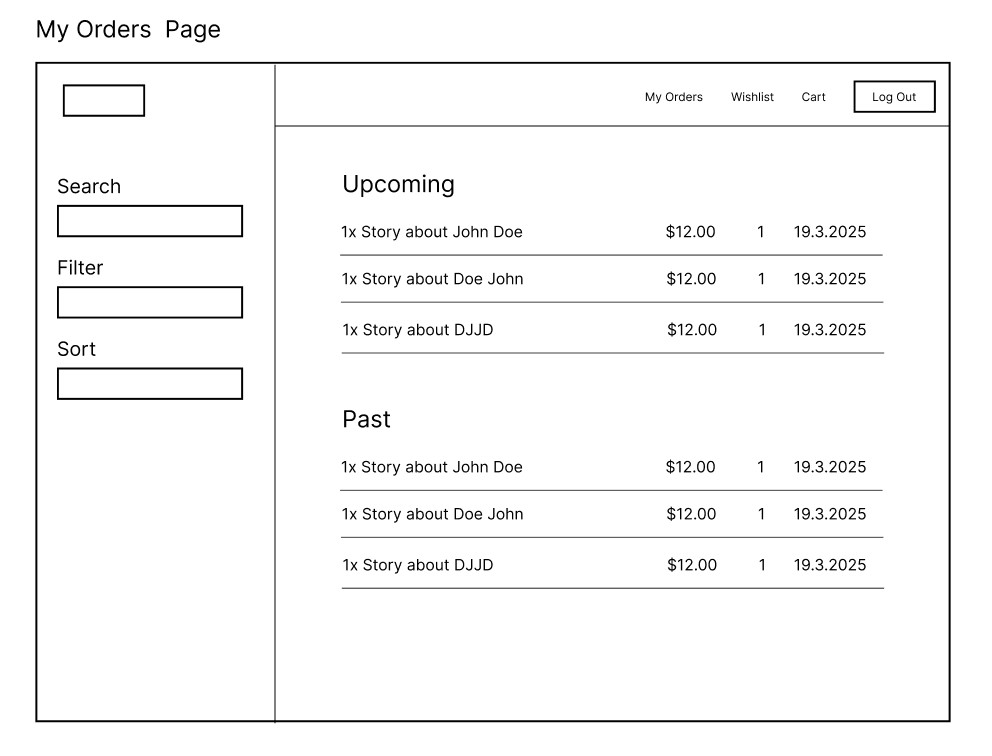 My Orders Page
My Orders Wishlist Cart Log Out
Search
Filter
Sort
Upcoming
1x Story about John Doe $12.00 1 19.3.2025
1x Story about Doe John $12.00 1 19.3.2025
1x Story about DJJD $12.00 1 19.3.2025
Past
1x Story about John Doe $12.00 1 19.3.2025
1x Story about Doe John $12.00 1 19.3.2025
1x Story about DJJD $12.00 1 19.3.2025